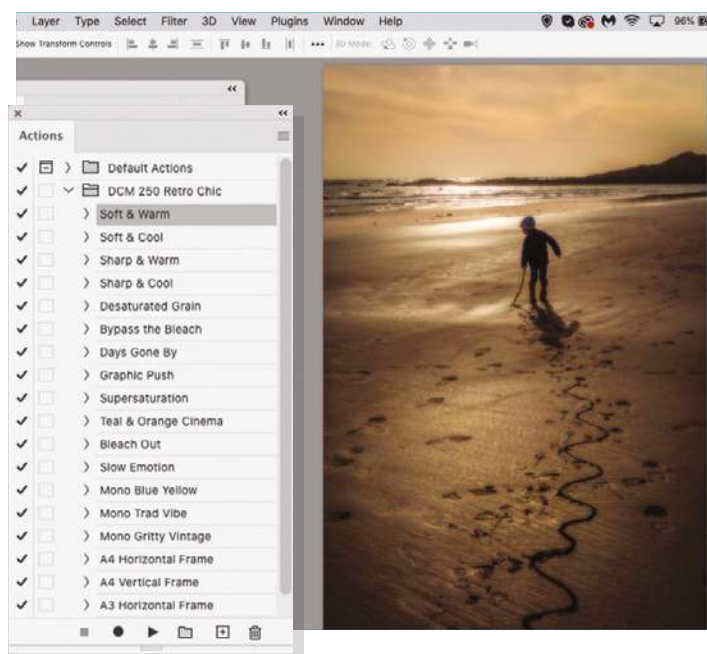 Layer Type Select Filter 3D View Plugins Window Help 96%
Show Transform Controls 3D Mode:
Actions
Default Actions
DCM 250 Retro Chic
Soft & Warm
Soft & Cool
Sharp & Warm
Sharp & Cool
Desaturated Grain
Bypass the Bleach
Days Gone By
Graphic Push
Supersaturation
Teal & Orange Cinema
Bleach Out
Slow Emotion
Mono Blue Yellow
Mono Trad Vibe
Mono Gritty Vintage
A4 Horizontal Frame
A4 Vertical Frame
A3 Horizontal Frame